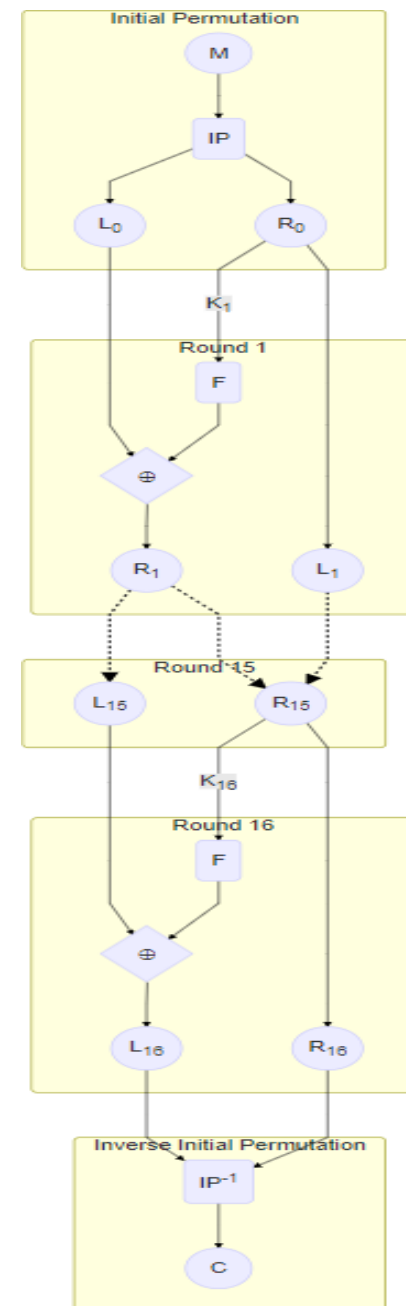 Initial Permutation
M
IP
L₀ R₀
K₁
Round 1
F
⊕
R₁ L₁
Round 15
L₁₅ R₁₅
K₁₆
Round 16
F
⊕
L₁₆ R₁₆
Inverse Initial Permutation
IP⁻¹
C